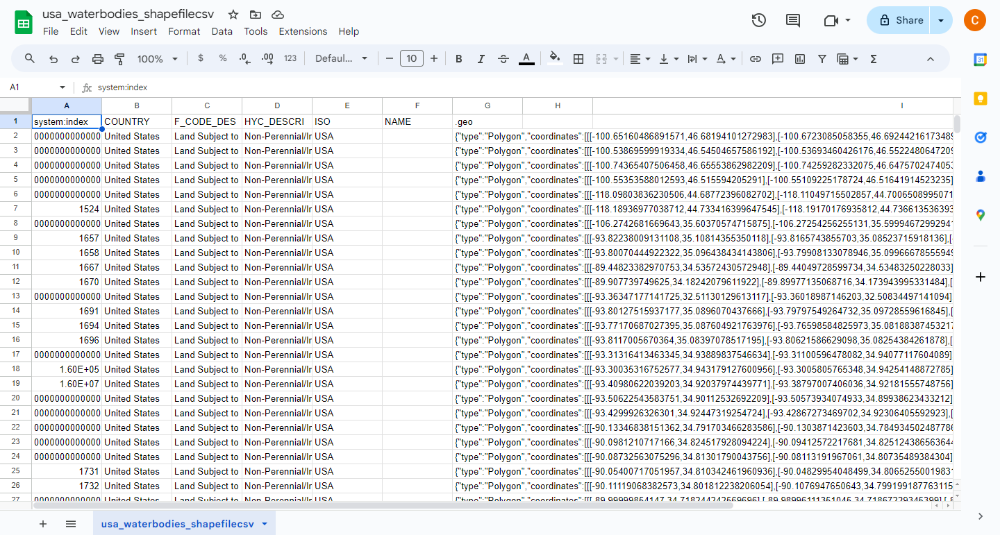 usa_waterbodies_shapefilecsv
File Edit View Insert Format Data Tools Extensions Help
Share
C
100% $ % .0 .00 123 Defaul... 10 B I S A A Σ
31
A1 fx system:index
A B C D E F G H I
1 system:index COUNTRY F_CODE_DES HYC_DESCRI ISO NAME .geo
2 0000000000000 United States Land Subject to Non-Perennial/Ir USA {"type":"Polygon","coordinates":[[[-100.65160486891571,46.68194101272983],[-100.6723085058355,46.6924421617348
3 0000000000000 United States Land Subject to Non-Perennial/Ir USA {"type":"Polygon","coordinates":[[[-100.53869599919334,46.54504657586192],[-100.53693460426176,46.552248064720
4 0000000000000 United States Land Subject to Non-Perennial/Ir USA {"type":"Polygon","coordinates":[[[-100.74365407506458,46.65553862982209],[-100.74259282332075,46.647570247405
5 0000000000000 United States Land Subject to Non-Perennial/Ir USA {"type":"Polygon","coordinates":[[[-100.55353588012593,46.515594205291],[-100.55109225178724,46.51641914523235]
6 0000000000000 United States Land Subject to Non-Perennial/Ir USA {"type":"Polygon","coordinates":[[[-118.09803836230506,44.68772396082702],[-118.11049715502857,44.700650899507
7 1524 United States Land Subject to Non-Perennial/Ir USA {"type":"Polygon","coordinates":[[[-118.18936977038712,44.733416399647545],[-118.19170176935812,44.736613536393
8 0000000000000 United States Land Subject to Non-Perennial/Ir USA {"type":"Polygon","coordinates":[[[-106.2742681669643,35.60370574715875],[-106.27254256255131,35.5999467299294
9 1657 United States Land Subject to Non-Perennial/Ir USA {"type":"Polygon","coordinates":[[[-93.82238009131108,35.10814355350118],[-93.8165743855703,35.08523715918136],[
10 1658 United States Land Subject to Non-Perennial/Ir USA {"type":"Polygon","coordinates":[[[-93.80070444922322,35.096438434143806],[-93.79908133078946,35.0996667855594
11 1667 United States Land Subject to Non-Perennial/Ir USA {"type":"Polygon","coordinates":[[[-89.44823382970753,34.53572430572948],[-89.44049728599734,34.53483250228033]
12 1670 United States Land Subject to Non-Perennial/Ir USA {"type":"Polygon","coordinates":[[[-89.907739749625,34.18242079611922],[-89.89977135068716,34.173943995331484],[
13 0000000000000 United States Land Subject to Non-Perennial/Ir USA {"type":"Polygon","coordinates":[[[-93.36347177141725,32.51130129613117],[-93.36018987146203,32.50834497141094]
14 1691 United States Land Subject to Non-Perennial/Ir USA {"type":"Polygon","coordinates":[[[-93.80127515937177,35.08960704376​66],[-93.79797549264732,35.09728559616845],[
15 1694 United States Land Subject to Non-Perennial/Ir USA {"type":"Polygon","coordinates":[[[-93.77170687027395,35.087604921763976],[-93.76598584825973,35.0818838745321
16 1696 United States Land Subject to Non-Perennial/Ir USA {"type":"Polygon","coordinates":[[[-93.8117005670364,35.08397078517195],[-93.80621586629098,35.08254384261878],[
17 0000000000000 United States Land Subject to Non-Perennial/Ir USA {"type":"Polygon","coordinates":[[[-93.31316413463345,34.93889837546634],[-93.31100596478082,34.94077117604089]
18 1.60E+05 United States Land Subject to Non-Perennial/Ir USA {"type":"Polygon","coordinates":[[[-93.30035316752577,34.943179127600956],[-93.3005805765348,34.94254148872785]
19 1.60E+07 United States Land Subject to Non-Perennial/Ir USA {"type":"Polygon","coordinates":[[[-93.40980622039203,34.92037974439771],[-93.38797007406036,34.92181555748756]
20 0000000000000 United States Land Subject to Non-Perennial/Ir USA {"type":"Polygon","coordinates":[[[-93.50622543583751,34.90112532692209],[-93.50573934074933,34.89938623433212]
21 0000000000000 United States Land Subject to Non-Perennial/Ir USA {"type":"Polygon","coordinates":[[[-93.4299926326301,34.92447319254724],[-93.42867273469702,34.92306405592923],[
22 0000000000000 United States Land Subject to Non-Perennial/Ir USA {"type":"Polygon","coordinates":[[[-90.13346838151362,34.791703466283586],[-90.1303871423603,34.78493450248778
23 0000000000000 United States Land Subject to Non-Perennial/Ir USA {"type":"Polygon","coordinates":[[[-90.0981210717166,34.824517928094224],[-90.09412572217681,34.8251243865636
24 0000000000000 United States Land Subject to Non-Perennial/Ir USA {"type":"Polygon","coordinates":[[[-90.08732563075296,34.81301790043756],[-90.08113191967061,34.80735489384304]
25 1731 United States Land Subject to Non-Perennial/Ir USA {"type":"Polygon","coordinates":[[[-90.05400717051957,34.810342461960936],[-90.04829954048499,34.8065255001983
26 1732 United States Land Subject to Non-Perennial/Ir USA {"type":"Polygon","coordinates":[[[-90.11119068382573,34.801812238206054],[-90.1076947650643,34.799199187763115
27 0000000000000 United States Land Subject to Non-Perennial/Ir USA
usa_waterbodies_shapefilecsv